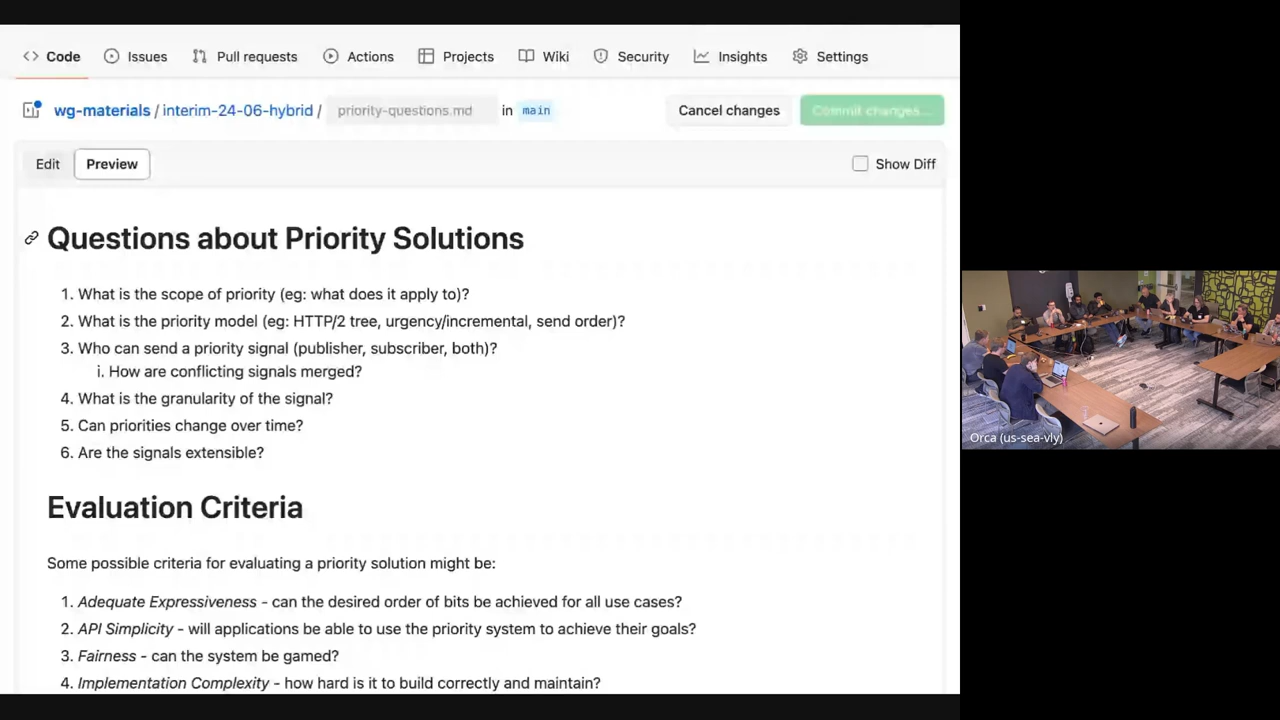 Code Issues Pull requests Actions Projects Wiki Security Insights Settings
wg-materials / interim-24-06-hybrid / priority-questions.md in main Cancel changes Commit changes...
Edit Preview Show Diff
Questions about Priority Solutions
1. What is the scope of priority (eg: what does it apply to)?
2. What is the priority model (eg: HTTP/2 tree, urgency/incremental, send order)?
3. Who can send a priority signal (publisher, subscriber, both)?
i. How are conflicting signals merged?
4. What is the granularity of the signal?
5. Can priorities change over time?
6. Are the signals extensible?
Evaluation Criteria
Some possible criteria for evaluating a priority solution might be:
1. Adequate Expressiveness - can the desired order of bits be achieved for all use cases?
2. API Simplicity - will applications be able to use the priority system to achieve their goals?
3. Fairness - can the system be gamed?
4. Implementation Complexity - how hard is it to build correctly and maintain?
Orca (us-sea-vly)